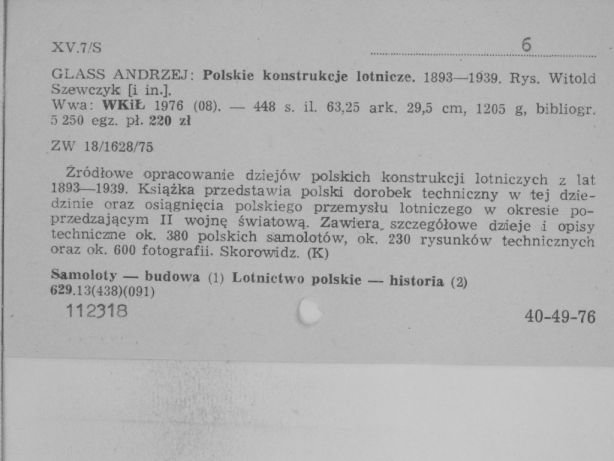 XV.7/S
6
GLASS ANDRZEJ: Polskie konstrukcje lotnicze. 1893—1939. Rys. Witold
Szewczyk [i in.].
Wwa: WKiŁ 1976 (08). — 448 s. il. 63,25 ark. 29,5 cm, 1205 g, bibliogr.
5 250 egz. pł. 220 zł
ZW 18/1628/75
Źródłowe opracowanie dziejów polskich konstrukcji lotniczych z lat
1893—1939. Książka przedstawia polski dorobek techniczny w tej dzie-
dzinie oraz osiągnięcia polskiego przemysłu lotniczego w okresie po-
przedzającym II wojnę światową. Zawiera szczegółowe dzieje i opisy
techniczne ok. 380 polskich samolotów, ok. 230 rysunków technicznych
oraz ok. 600 fotografii. Skorowidz. (K)
Samoloty — budowa (1) Lotnictwo polskie — historia (2)
629.13(438)(091)
112318
40-49-76